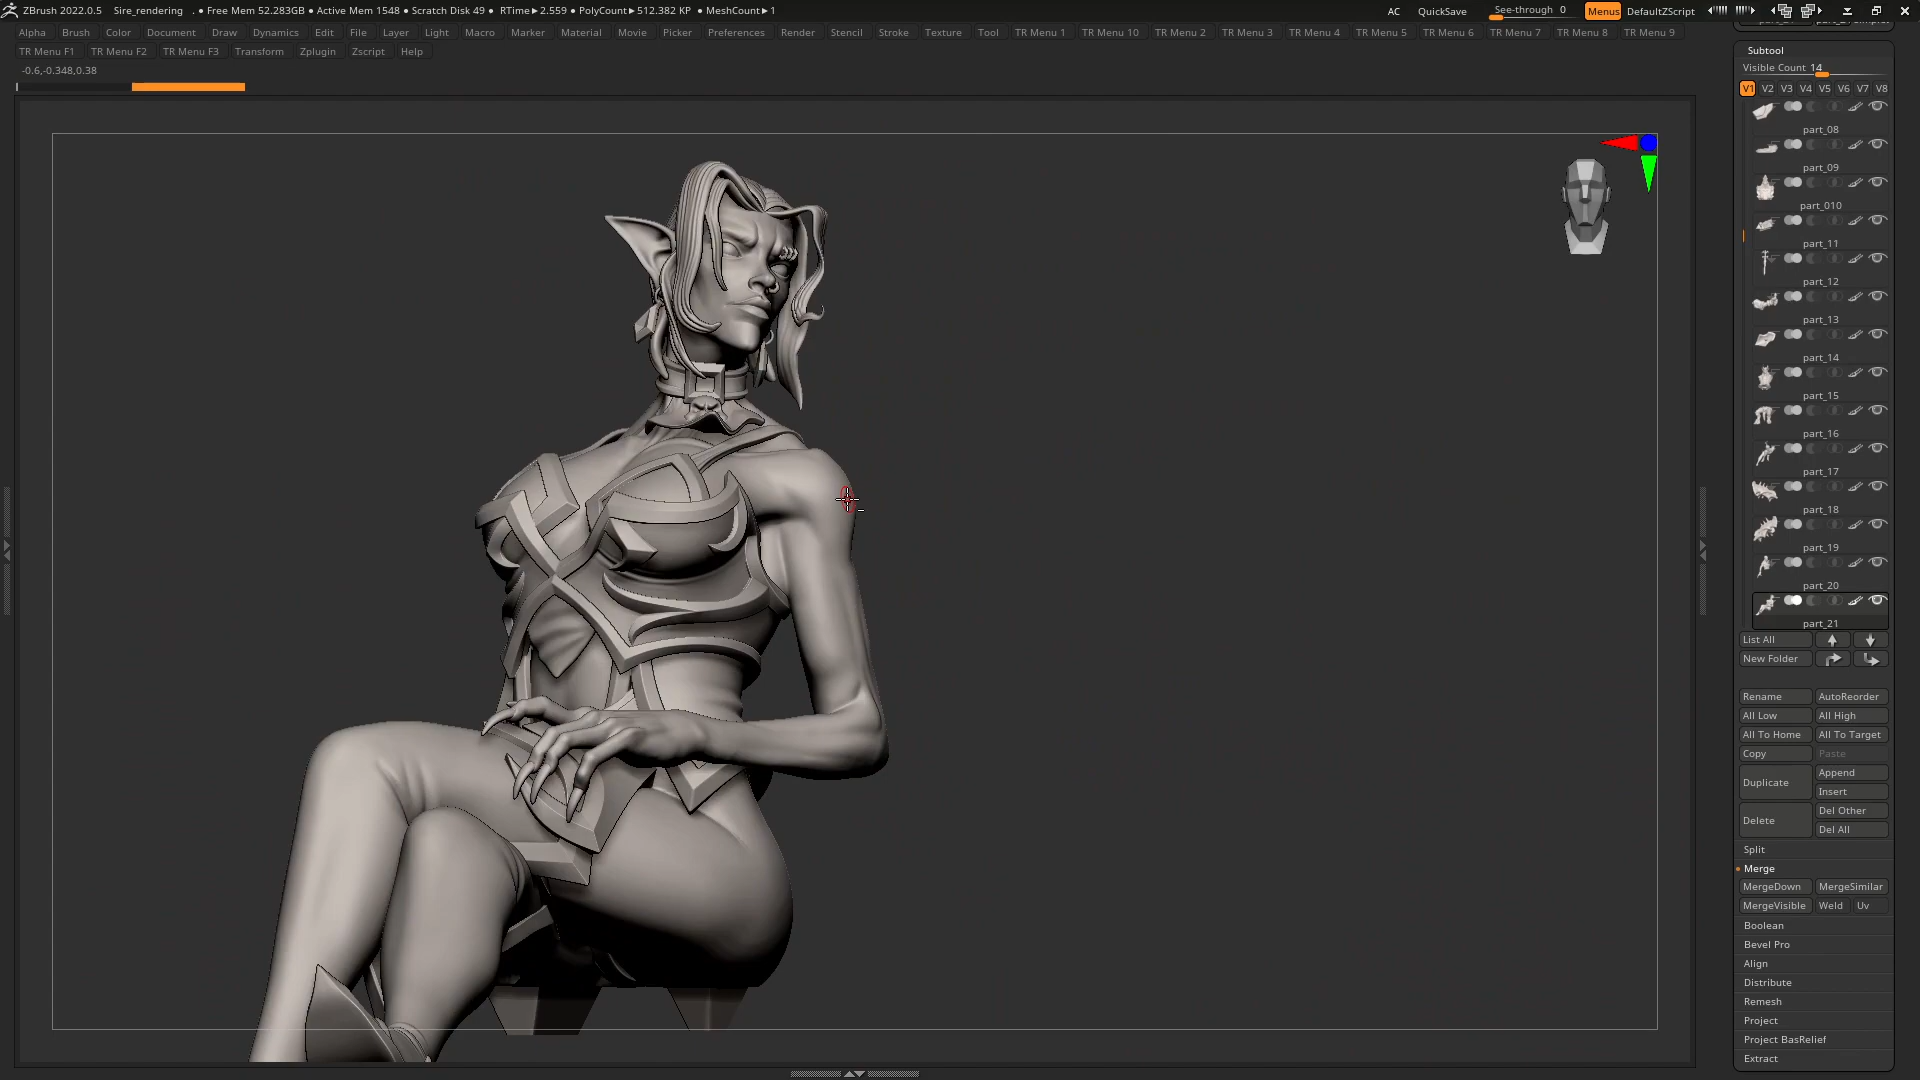 ZBrush 2022.0.5 Sire_rendering . • Free Mem 52.283GB • Active Mem 1548 • Scratch Disk 49 • RTime▶2.559 • PolyCount▶512.382 KP • MeshCount▶1 AC QuickSave See-through 0 Menus DefaultZScript
Alpha Brush Color Document Draw Dynamics Edit File Layer Light Macro Marker Material Movie Picker Preferences Render Stencil Stroke Texture Tool TR Menu 1 TR Menu 10 TR Menu 2 TR Menu 3 TR Menu 4 TR Menu 5 TR Menu 6 TR Menu 7 TR Menu 8 TR Menu 9
TR Menu F1 TR Menu F2 TR Menu F3 Transform Zplugin Zscript Help
-0.6,-0.348,0.38
Subtool
Visible Count 14
V1 V2 V3 V4 V5 V6 V7 V8
part_08
part_09
part_010
part_11
part_12
part_13
part_14
part_15
part_16
part_17
part_18
part_19
part_20
part_21
List All
New Folder
Rename AutoReorder
All Low All High
All To Home All To Target
Copy Paste
Duplicate Append
Insert
Delete Del Other
Del All
Split
Merge
MergeDown MergeSimilar
MergeVisible Weld Uv
Boolean
Bevel Pro
Align
Distribute
Remesh
Project
Project BasRelief
Extract